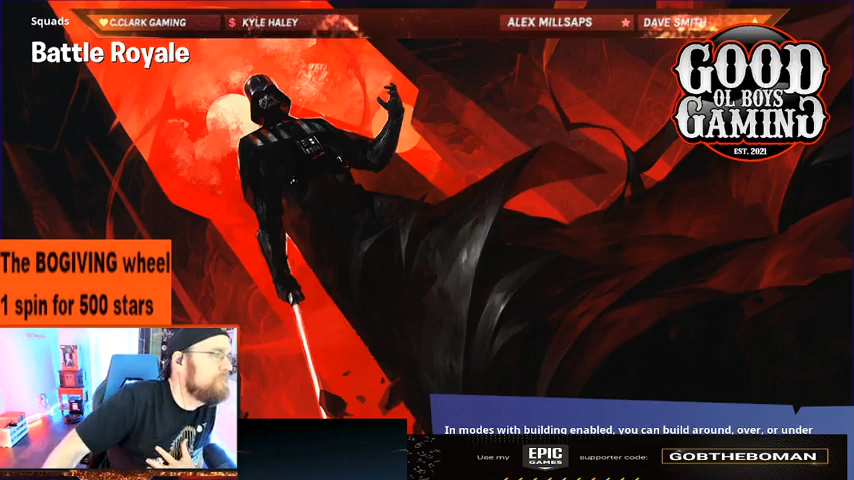 Squads
C.CLARK GAMING
$ KYLE HALEY
ALEX MILLSAPS
DAVE SMITH
Battle Royale
GOOD
OL BOYS
GAMING
EST. 2021
The BOGIVING wheel
1 spin for 500 stars
In modes with building enabled, you can build around, over, or under
Use my
EPIC
GAMES
supporter code:
GOBTHEBOMAN